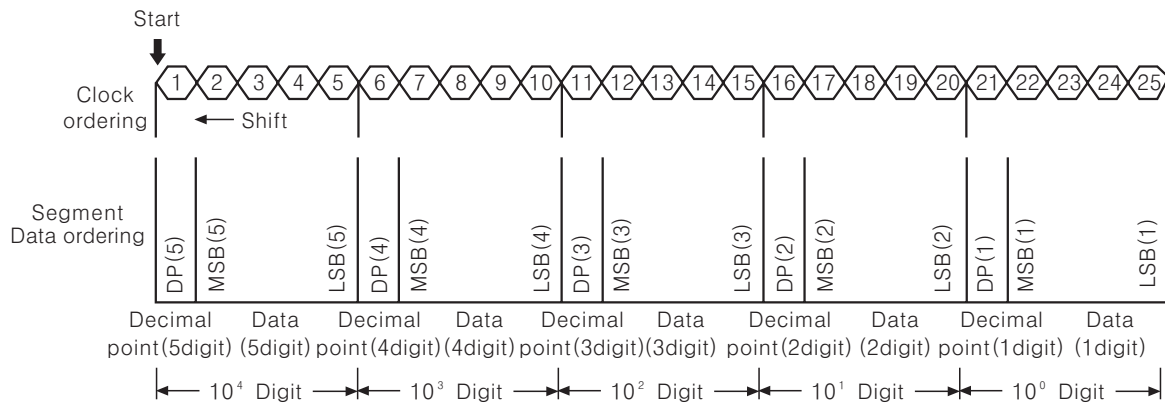 Start
1 2 3 4 5 6 7 8 9 10 11 12 13 14 15 16 17 18 19 20 21 22 23 24 25
Clock
ordering
← Shift
Segment
Data ordering
DP(5) MSB(5) LSB(5) DP(4) MSB(4) LSB(4) DP(3) MSB(3) LSB(3) DP(2) MSB(2) LSB(2) DP(1) MSB(1) LSB(1)
Decimal Data Decimal Data Decimal Data Decimal Data Decimal Data
point(5digit) (5digit) point(4digit) (4digit) point(3digit) (3digit) point(2digit) (2digit) point(1digit) (1digit)
10⁴ Digit 10³ Digit 10² Digit 10¹ Digit 10⁰ Digit